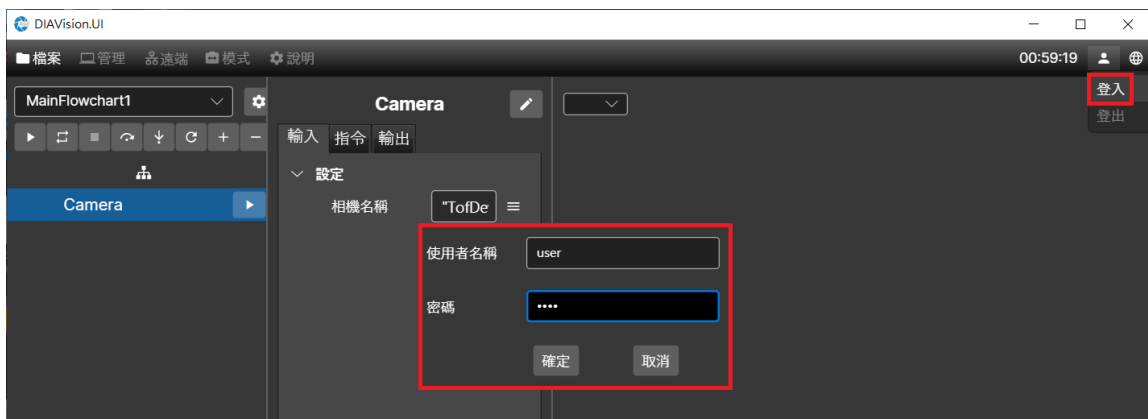 DIAVision.UI
檔案 管理 遠端 模式 說明 00:59:19
MainFlowchart1
Camera
登入
登出
輸入 指令 輸出
設定
Camera
相機名稱 "TofDe
使用者名稱 user
密碼 ••••
確定 取消